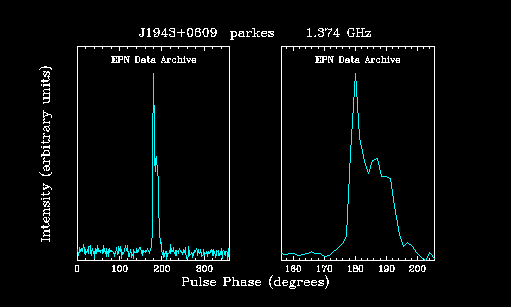 J1943+0609 parkes 1.374 GHz
EPN Data Archive EPN Data Archive
Intensity (arbitrary units)
0 100 200 300 160 170 180 190 200
Pulse Phase (degrees)